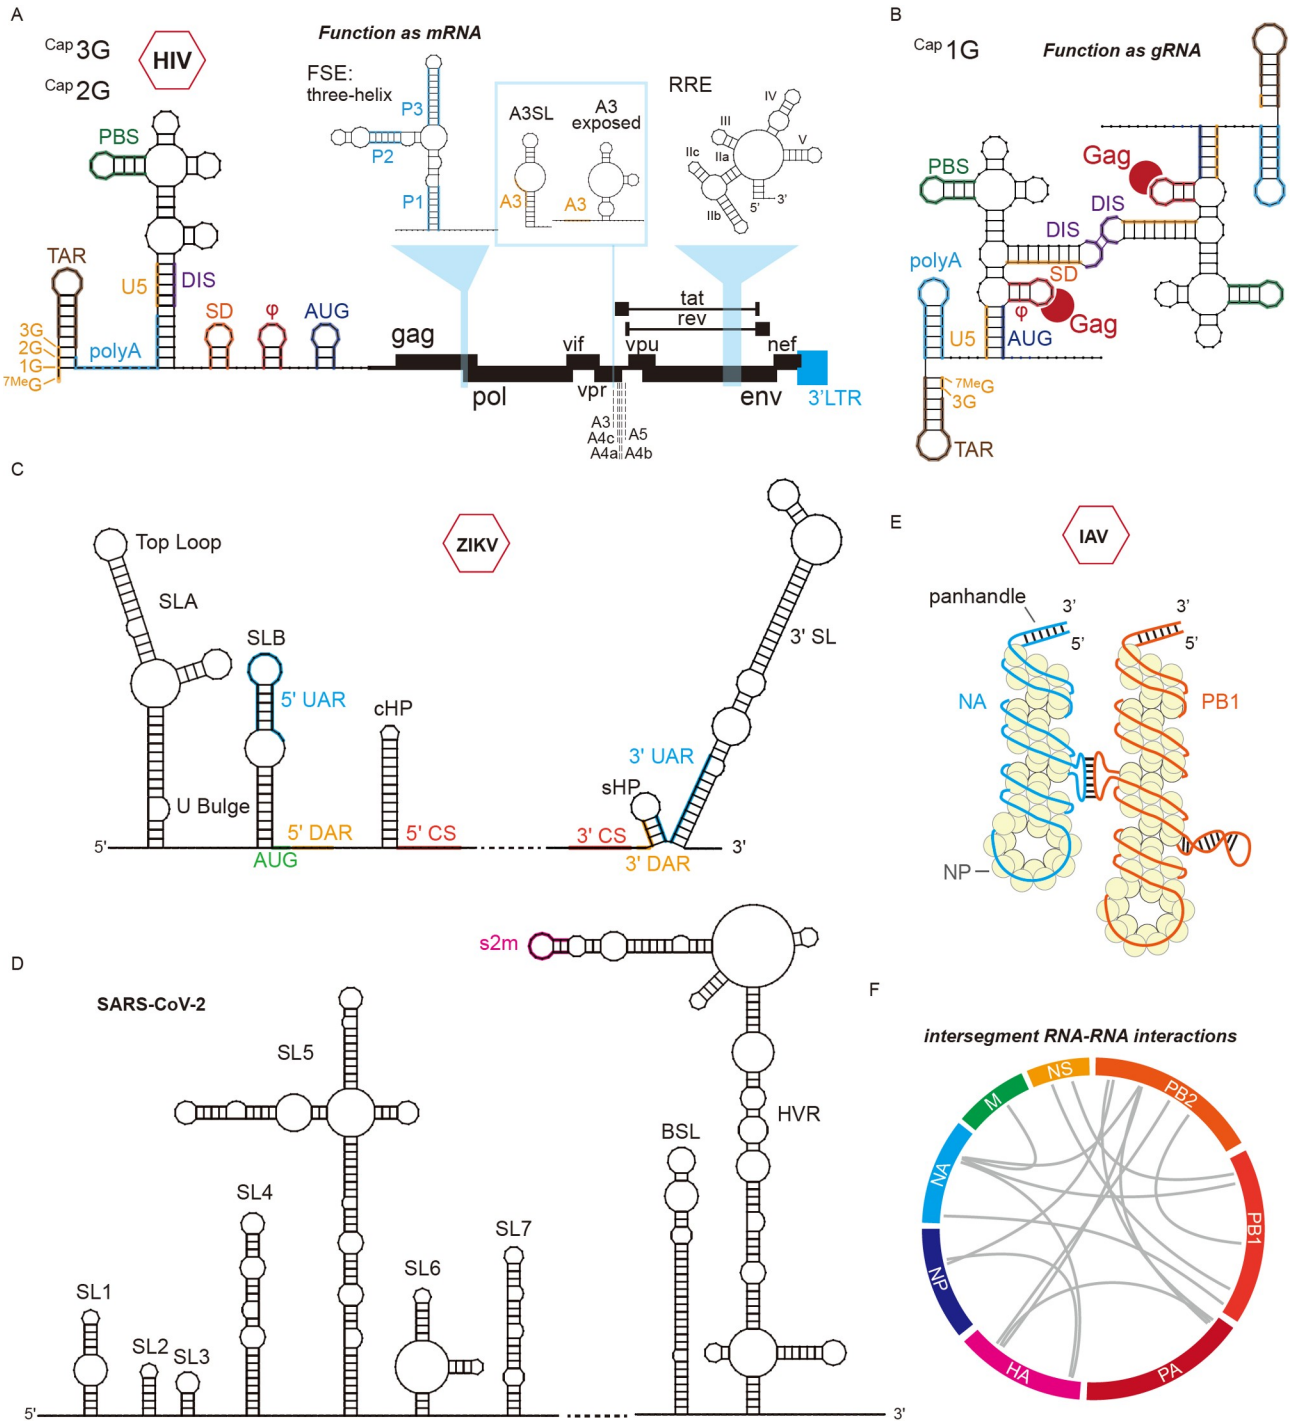 A
Cap 3G
Cap 2G
HIV
Function as mRNA
FSE:
three-helix
P3
P2
P1
A3SL
A3
exposed
A3
A3
RRE
IV
III
V
IIc
IIa
IIb
5'
3'
PBS
TAR
U5
DIS
SD
φ
AUG
3G
2G
1G
7MeG
polyA
gag
pol
vif
vpr
vpu
tat
rev
env
nef
3'LTR
A3
A4c
A4a
A5
A4b
B
Cap 1G
Function as gRNA
PBS
Gag
DIS
DIS
polyA
SD
φ
Gag
U5
AUG
7MeG
3G
TAR
C
ZIKV
Top Loop
SLA
SLB
5' UAR
cHP
U Bulge
5'
AUG
5' DAR
5' CS
3' CS
3' DAR
sHP
3' UAR
3' SL
3'
D
SARS-CoV-2
s2m
SL5
HVR
BSL
SL4
SL7
SL6
SL1
SL2
SL3
5'
3'
E
IAV
panhandle
3'
5'
3'
5'
NA
PB1
NP
F
intersegment RNA-RNA interactions
NS
PB2
M
NA
PB1
NP
HA
PA